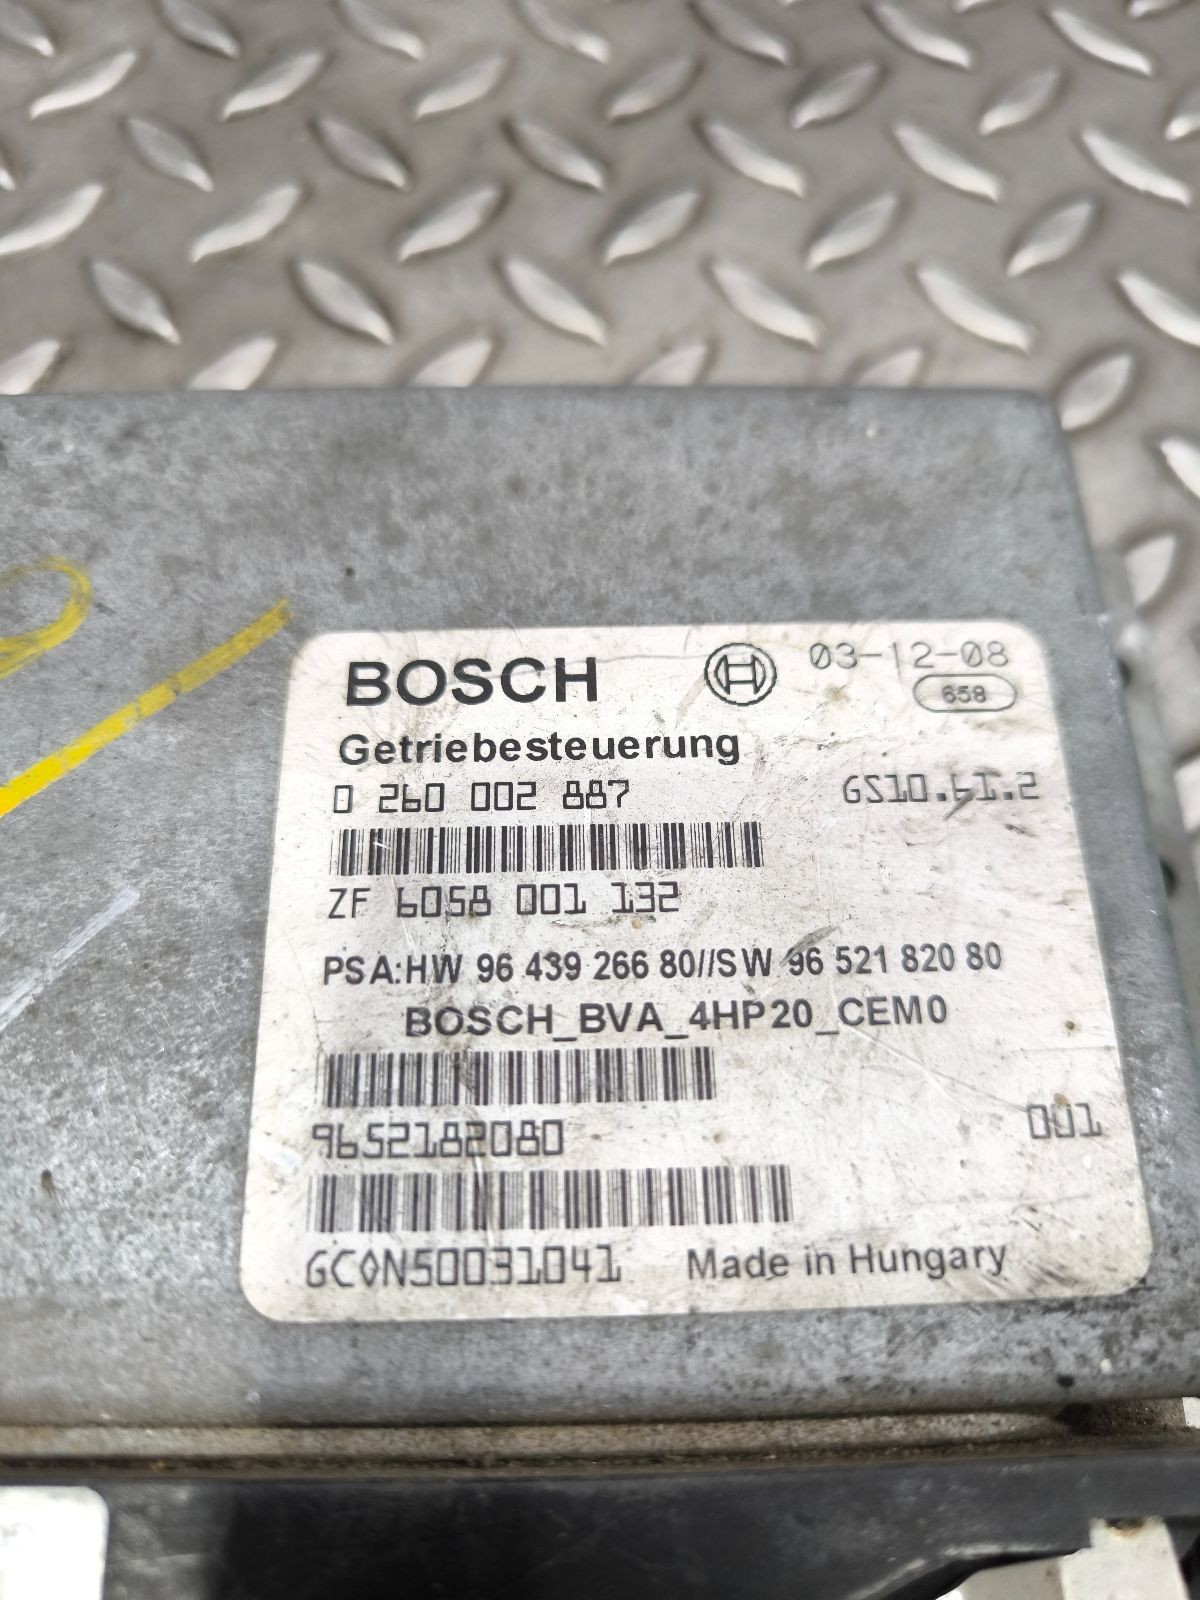 BOSCH 03-12-08
658
Getriebesteuerung
0 260 002 887 GS10.61.2
ZF 6058 001 132
PSA:HW 96 439 266 80//SW 96 521 820 80
BOSCH_BVA_4HP20_CEM0
9652182080 001
GC0N50031041 Made in Hungary